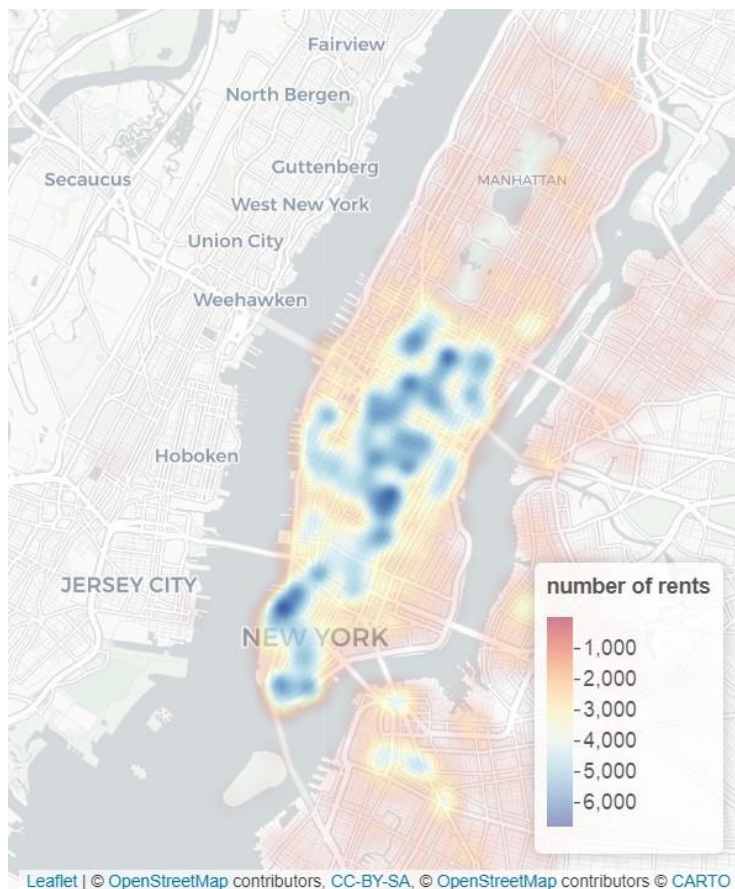 Fairview
North Bergen
Guttenberg
Secaucus
MANHATTAN
West New York
Union City
Weehawken
Hoboken
JERSEY CITY
NEW YORK
number of rents
-1,000
-2,000
-3,000
-4,000
-5,000
-6,000
Leaflet | © OpenStreetMap contributors, CC-BY-SA, © OpenStreetMap contributors © CARTO